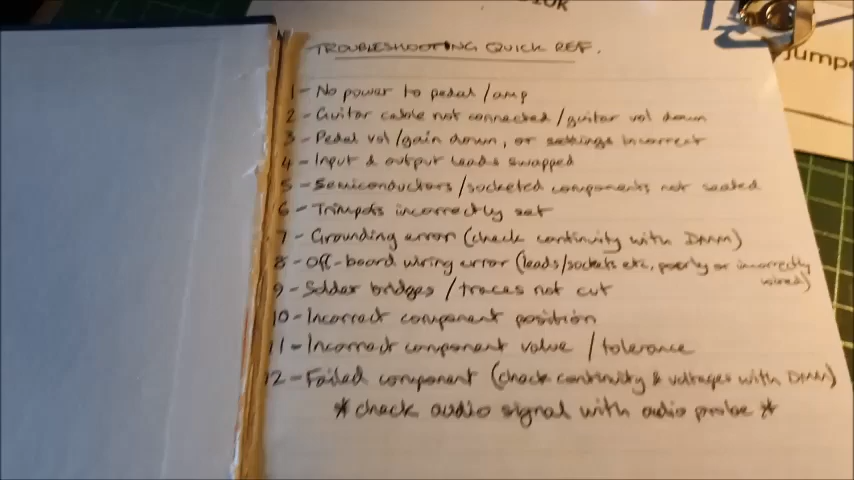 10K
Jumpe
TROUBLESHOOTING QUICK REF.
1 - No power to pedal/amp
2 - Guitar cable not connected/guitar vol down
3 - Pedal vol/gain down, or settings incorrect
4 - Input & output leads swapped
5 - Semiconductors/socketed components not seated
6 - Trimpots incorrectly set
7 - Grounding error (check continuity with DMM)
8 - Off-board wiring error (leads/sockets etc, poorly or incorrectly
wired)
9 - Solder bridges/traces not cut
10 - Incorrect component position
11 - Incorrect component value/tolerance
12 - Failed component (check continuity & voltages with DMM)
* check audio signal with audio probe *